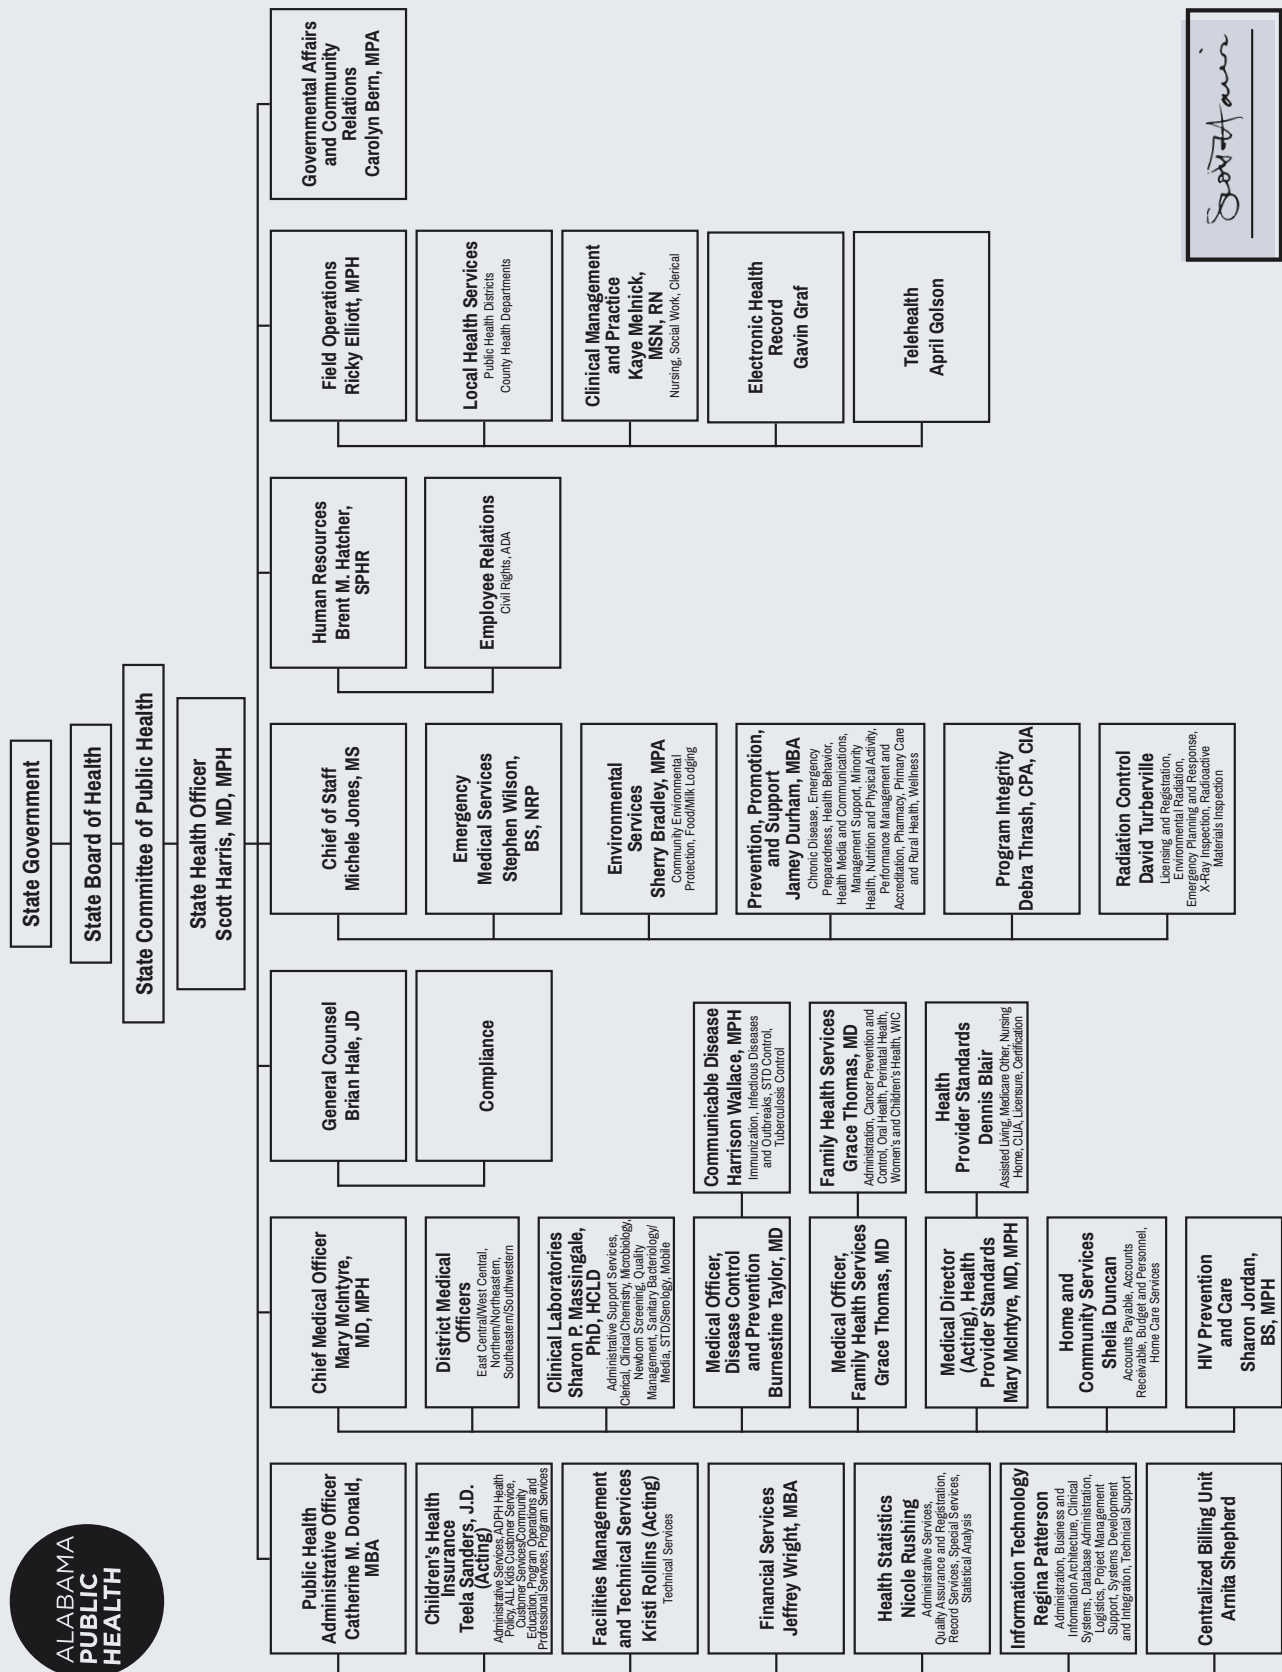 ALABAMA
PUBLIC
HEALTH
State Government
State Board of Health
State Committee of Public Health
State Health Officer
Scott Harris, MD, MPH
Public Health
Administrative Officer
Catherine M. Donald,
MBA
Children's Health
Insurance
Teela Sanders, J.D.
(Acting)
Administrative Services, ADPH Health
Policy, ALL Kids Customer Service,
Customer Services/Community
Education, Program Operations and
Professional Services, Program Services
Facilities Management
and Technical Services
Kristi Rollins (Acting)
Technical Services
Financial Services
Jeffrey Wright, MBA
Health Statistics
Nicole Rushing
Administrative Services,
Quality Assurance and Registration,
Record Services, Special Services,
Statistical Analysis
Information Technology
Regina Patterson
Administration, Business and
Information Architecture, Clinical
Systems, Database Administration,
Logistics, Project Management
Support, Systems Development
and Integration, Technical Support
Centralized Billing Unit
Arnita Shepherd
Chief Medical Officer
Mary McIntyre,
MD, MPH
District Medical
Officers
East Central/West Central,
Northern/Northeastern,
Southeastern/Southwestern
Clinical Laboratories
Sharon P. Massingale,
PhD, HCLD
Administrative Support Services,
Clerical, Clinical Chemistry, Microbiology,
Newborn Screening, Quality
Management, Sanitary Bacteriology/
Media, STD/Serology, Mobile
Medical Officer,
Disease Control
and Prevention
Burnestine Taylor, MD
Communicable Disease
Harrison Wallace, MPH
Immunization, Infectious Diseases
and Outbreaks, STD Control,
Tuberculosis Control
Medical Officer,
Family Health Services
Grace Thomas, MD
Family Health Services
Grace Thomas, MD
Administration, Cancer Prevention and
Control, Oral Health, Perinatal Health,
Women's and Children's Health, WIC
Medical Director
(Acting), Health
Provider Standards
Mary McIntyre, MD, MPH
Health
Provider Standards
Dennis Blair
Assisted Living, Medicare Other, Nursing
Home, CLIA, Licensure, Certification
Home and
Community Services
Shelia Duncan
Accounts Payable, Accounts
Receivable, Budget and Personnel,
Home Care Services
HIV Prevention
and Care
Sharon Jordan,
BS, MPH
General Counsel
Brian Hale, JD
Compliance
Chief of Staff
Michele Jones, MS
Emergency
Medical Services
Stephen Wilson,
BS, NRP
Environmental
Services
Sherry Bradley, MPA
Community Environmental
Protection, Food/Milk Lodging
Prevention, Promotion,
and Support
Jamey Durham, MBA
Chronic Disease, Emergency
Preparedness, Health Behavior,
Health Media and Communications,
Management Support, Minority
Health, Nutrition and Physical Activity,
Performance Management and
Accreditation, Pharmacy, Primary Care
and Rural Health, Wellness
Program Integrity
Debra Thrash, CPA, CIA
Radiation Control
David Turberville
Licensing and Registration,
Environmental Radiation,
Emergency Planning and Response,
X-Ray Inspection, Radioactive
Materials Inspection
Human Resources
Brent M. Hatcher,
SPHR
Employee Relations
Civil Rights, ADA
Field Operations
Ricky Elliott, MPH
Local Health Services
Public Health Districts
County Health Departments
Clinical Management
and Practice
Kaye Melnick,
MSN, RN
Nursing, Social Work, Clerical
Electronic Health
Record
Gavin Graf
Telehealth
April Golson
Governmental Affairs
and Community
Relations
Carolyn Bern, MPA
Scott Harris